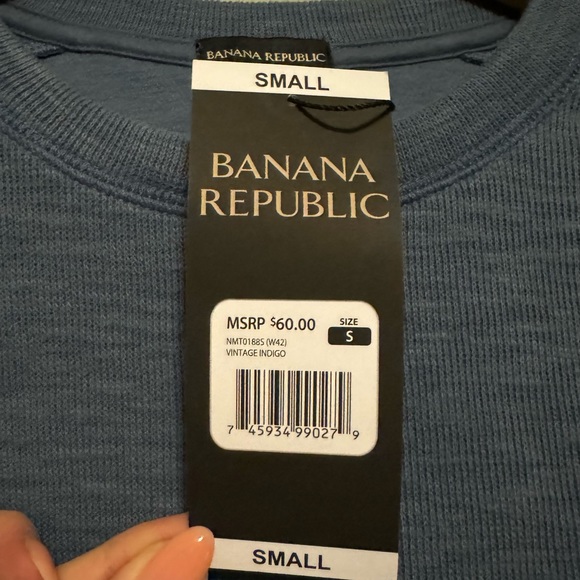 BANANA REPUBLIC
SMALL
BANANA
REPUBLIC
MSRP $60.00
SIZE
S
NMT0188S (W42)
VINTAGE INDIGO
7 45934 99027 9
SMALL